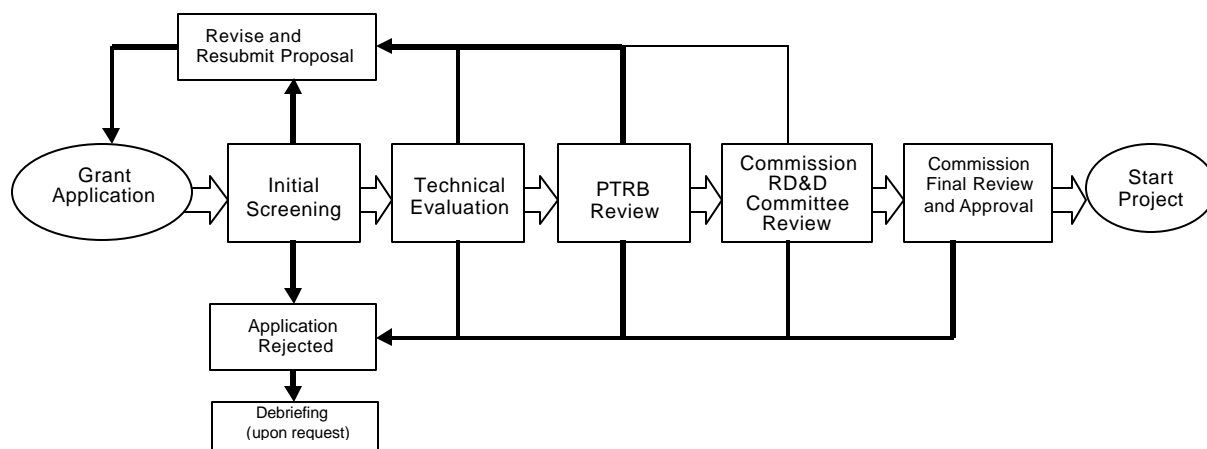 Revise and
Resubmit Proposal
Grant
Application
Initial
Screening
Technical
Evaluation
PTRB
Review
Commission
RD&D
Committee
Review
Commission
Final Review
and Approval
Start
Project
Application
Rejected
Debriefing
(upon request)